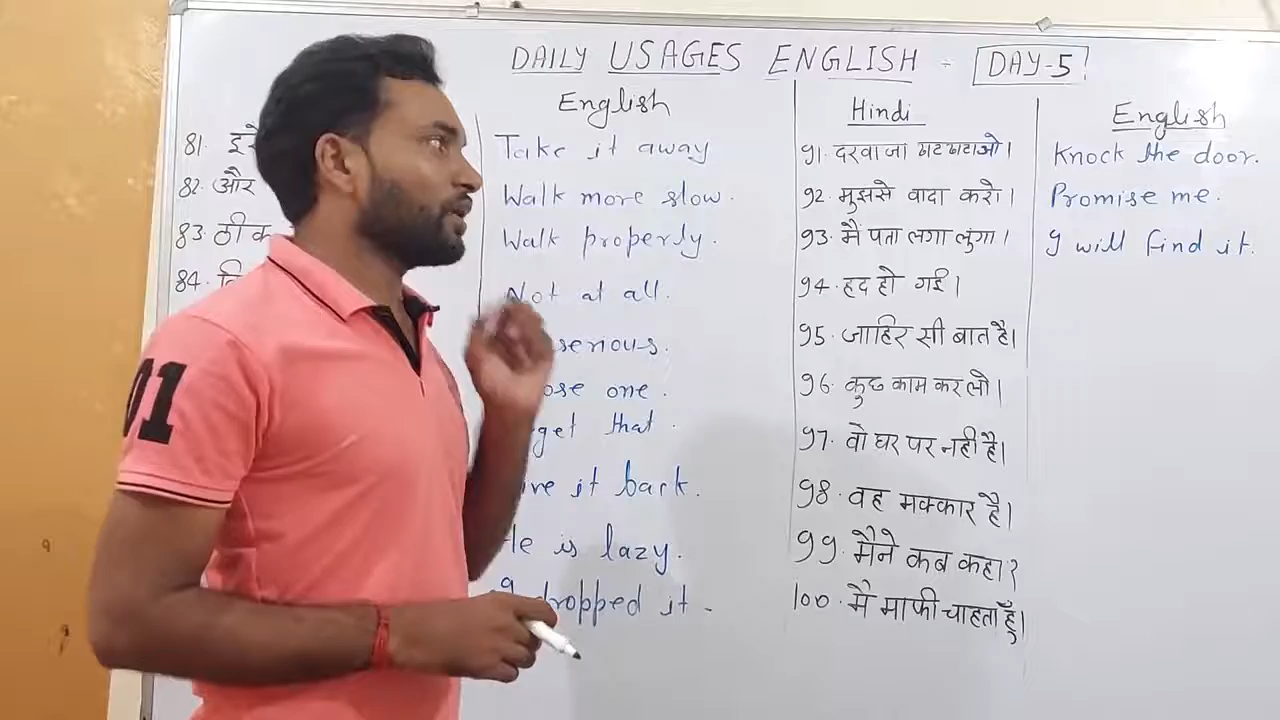 DAILY USAGES ENGLISH - DAY-5
English
Hindi
English
81.
Take it away
91. दरवाजा खटखटाओ।
Knock the door.
82. और
Walk more slow.
92. मुझसे वादा करो।
Promise me.
83. ठीक
Walk properly.
93. मै पता लगा लुंगा।
I will find it.
84.
Not at all.
94. हद हो गई।
95. जाहिर सी बात है।
one.
96. कुछ काम कर लो।
that.
97. वो घर पर नही है।
it back.
98. वह मक्कार है।
He is lazy.
99. मैने कब कहा?
I dropped it -
100. मै माफी चाहता हूँ।
01